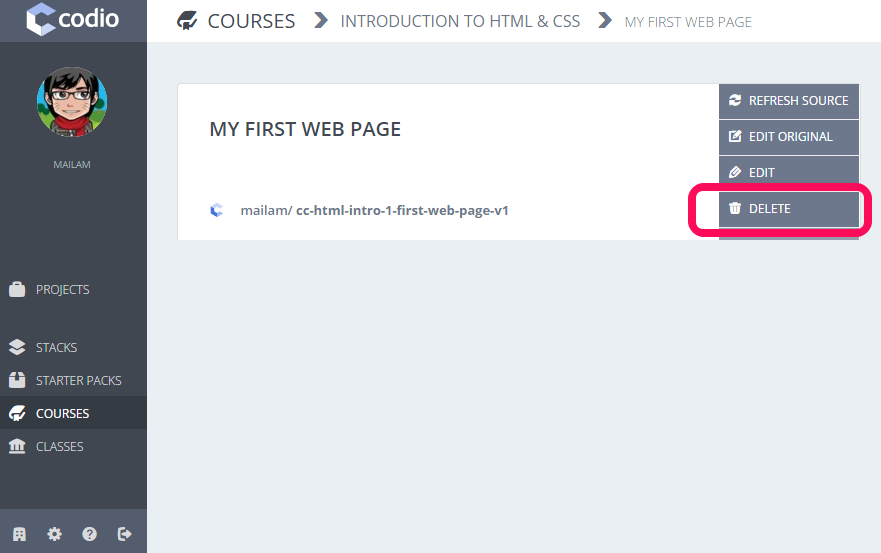 codio
COURSES INTRODUCTION TO HTML & CSS MY FIRST WEB PAGE
MAILAM
PROJECTS
STACKS
STARTER PACKS
COURSES
CLASSES
MY FIRST WEB PAGE
mailam/ cc-html-intro-1-first-web-page-v1
REFRESH SOURCE
EDIT ORIGINAL
EDIT
DELETE